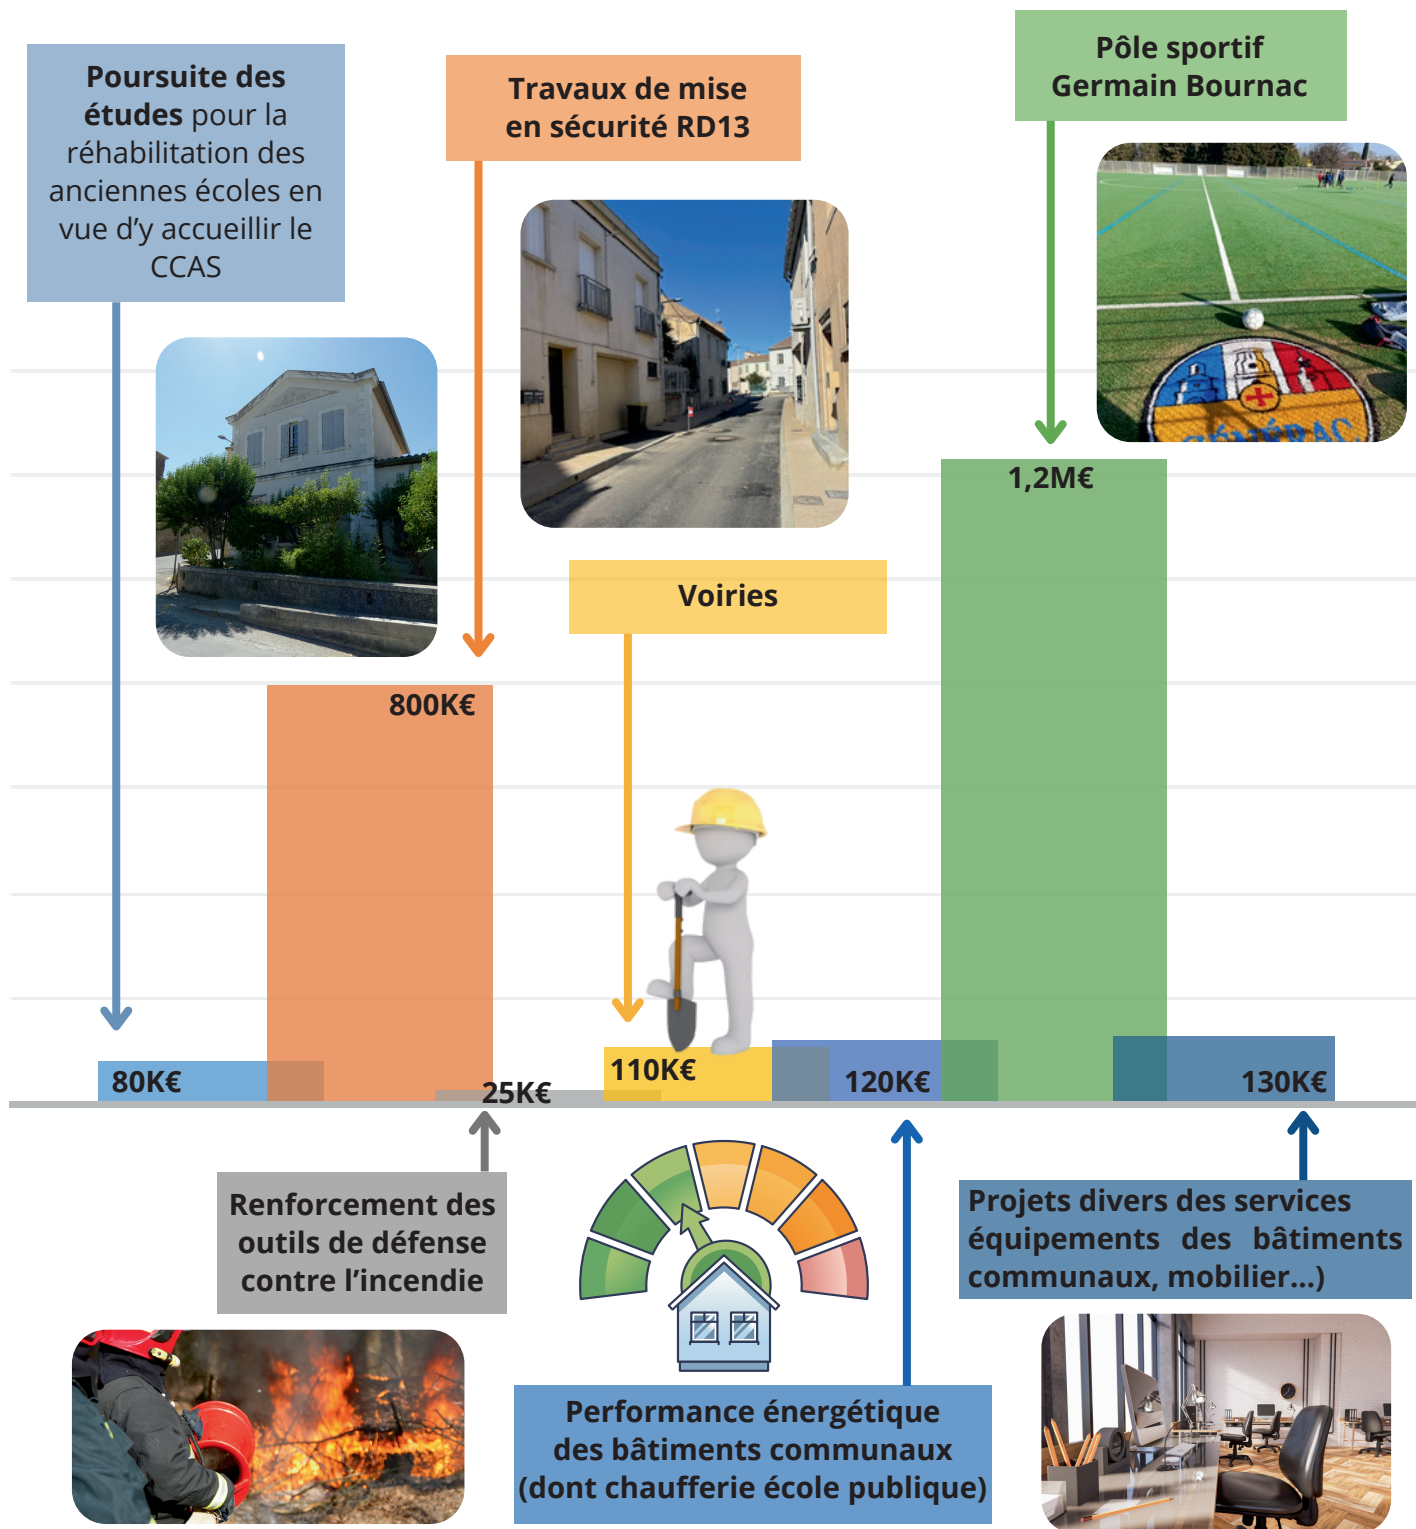 Poursuite des
études pour la
réhabilitation des
anciennes écoles en
vue d’y accueillir le
CCAS
Travaux de mise
en sécurité RD13
Pôle sportif
Germain Bournac
GÉNÉRAC
1,2M€
Voiries
800K€
80K€
25K€
110K€
120K€
130K€
Renforcement des
outils de défense
contre l’incendie
Projets divers des services
équipements des bâtiments
communaux, mobilier...)
Performance énergétique
des bâtiments communaux
(dont chaufferie école publique)